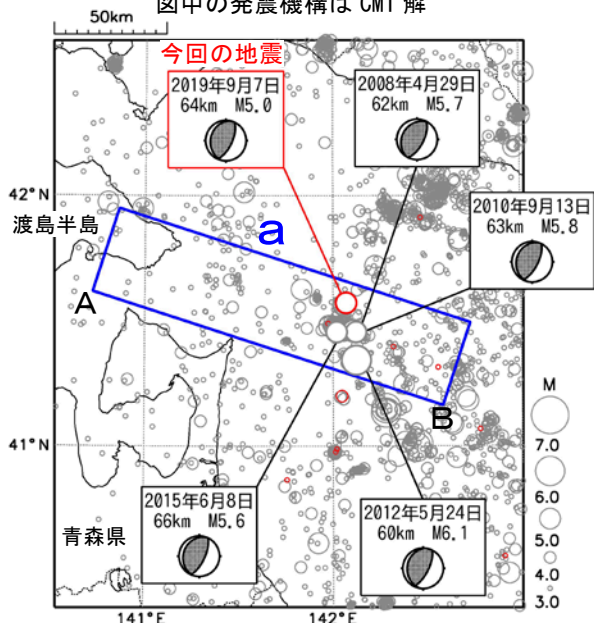 図中の発震機構は CMT 解
50km
今回の地震
2019年9月7日
64km M5.0
2008年4月29日
62km M5.7
2010年9月13日
63km M5.8
42°N
渡島半島
a
A
B
M
7.0
6.0
5.0
4.0
3.0
41°N
2015年6月8日
66km M5.6
2012年5月24日
60km M6.1
青森県
141°E
142°E